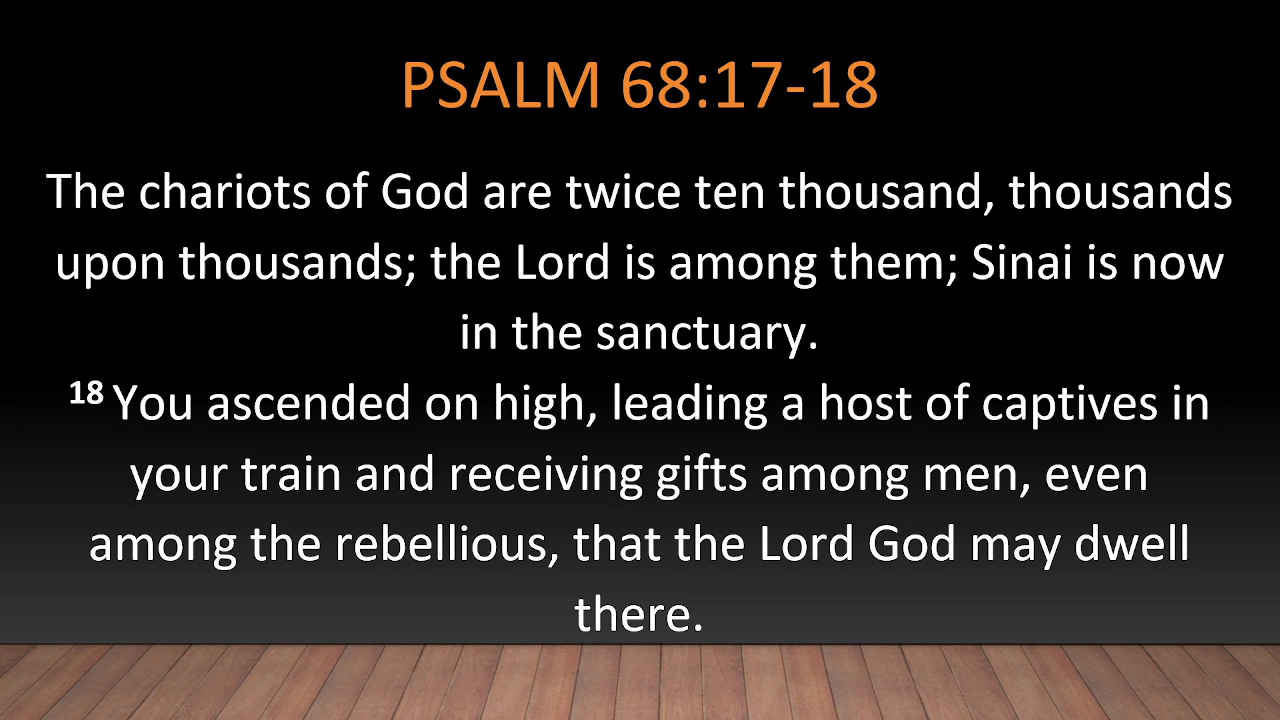 PSALM 68:17-18
The chariots of God are twice ten thousand, thousands
upon thousands; the Lord is among them; Sinai is now
in the sanctuary.
18 You ascended on high, leading a host of captives in
your train and receiving gifts among men, even
among the rebellious, that the Lord God may dwell
there.